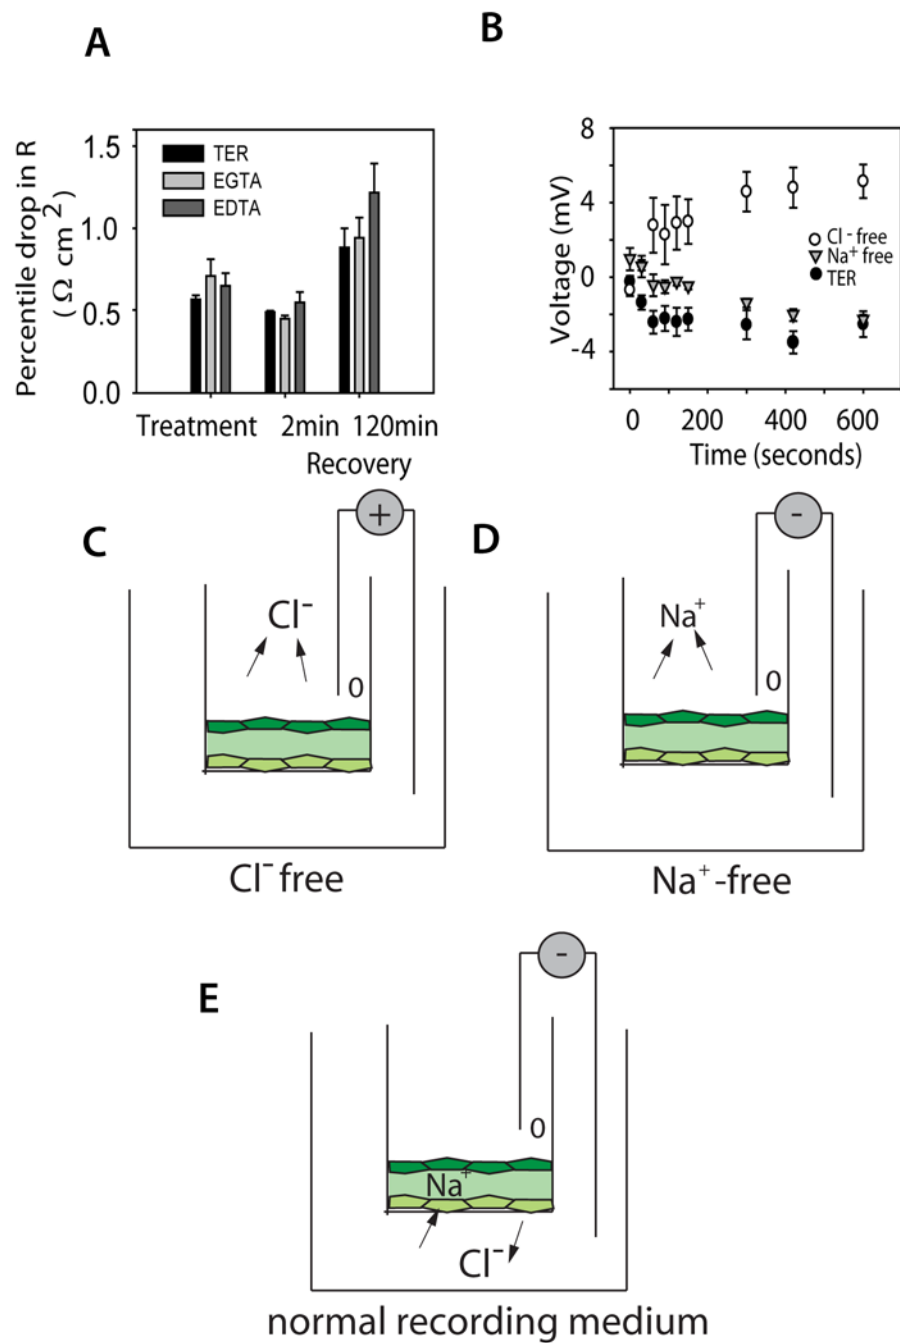 A
Percentile drop in R
(Ω cm²)
1.5
1.0
0.5
0.0
TER
EGTA
EDTA
Treatment 2min 120min
Recovery
B
Voltage (mV)
8
4
0
-4
Cl⁻ free
Na⁺ free
TER
0 200 400 600
Time (seconds)
C
+
Cl⁻
0
Cl⁻ free
D
-
Na⁺
0
Na⁺-free
E
-
0
Na⁺
Cl⁻
normal recording medium